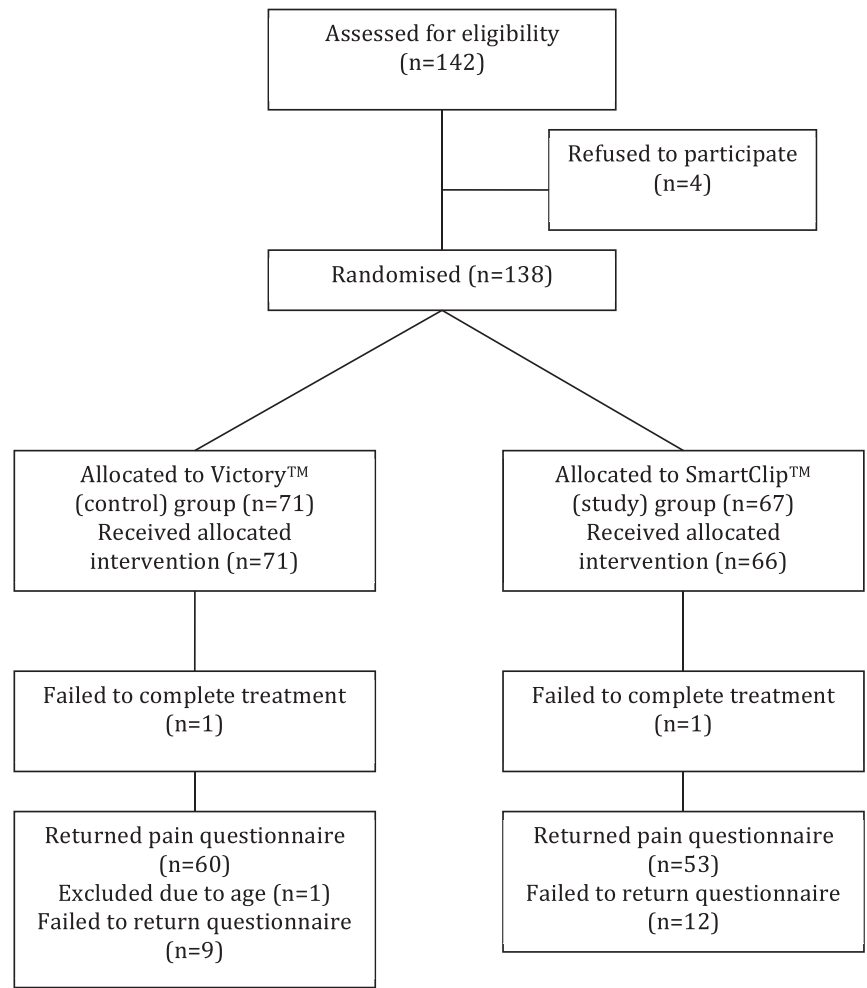 Assessed for eligibility
(n=142)
Refused to participate
(n=4)
Randomised (n=138)
Allocated to Victory™
(control) group (n=71)
Received allocated
intervention (n=71)
Allocated to SmartClip™
(study) group (n=67)
Received allocated
intervention (n=66)
Failed to complete treatment
(n=1)
Failed to complete treatment
(n=1)
Returned pain questionnaire
(n=60)
Excluded due to age (n=1)
Failed to return questionnaire
(n=9)
Returned pain questionnaire
(n=53)
Failed to return questionnaire
(n=12)